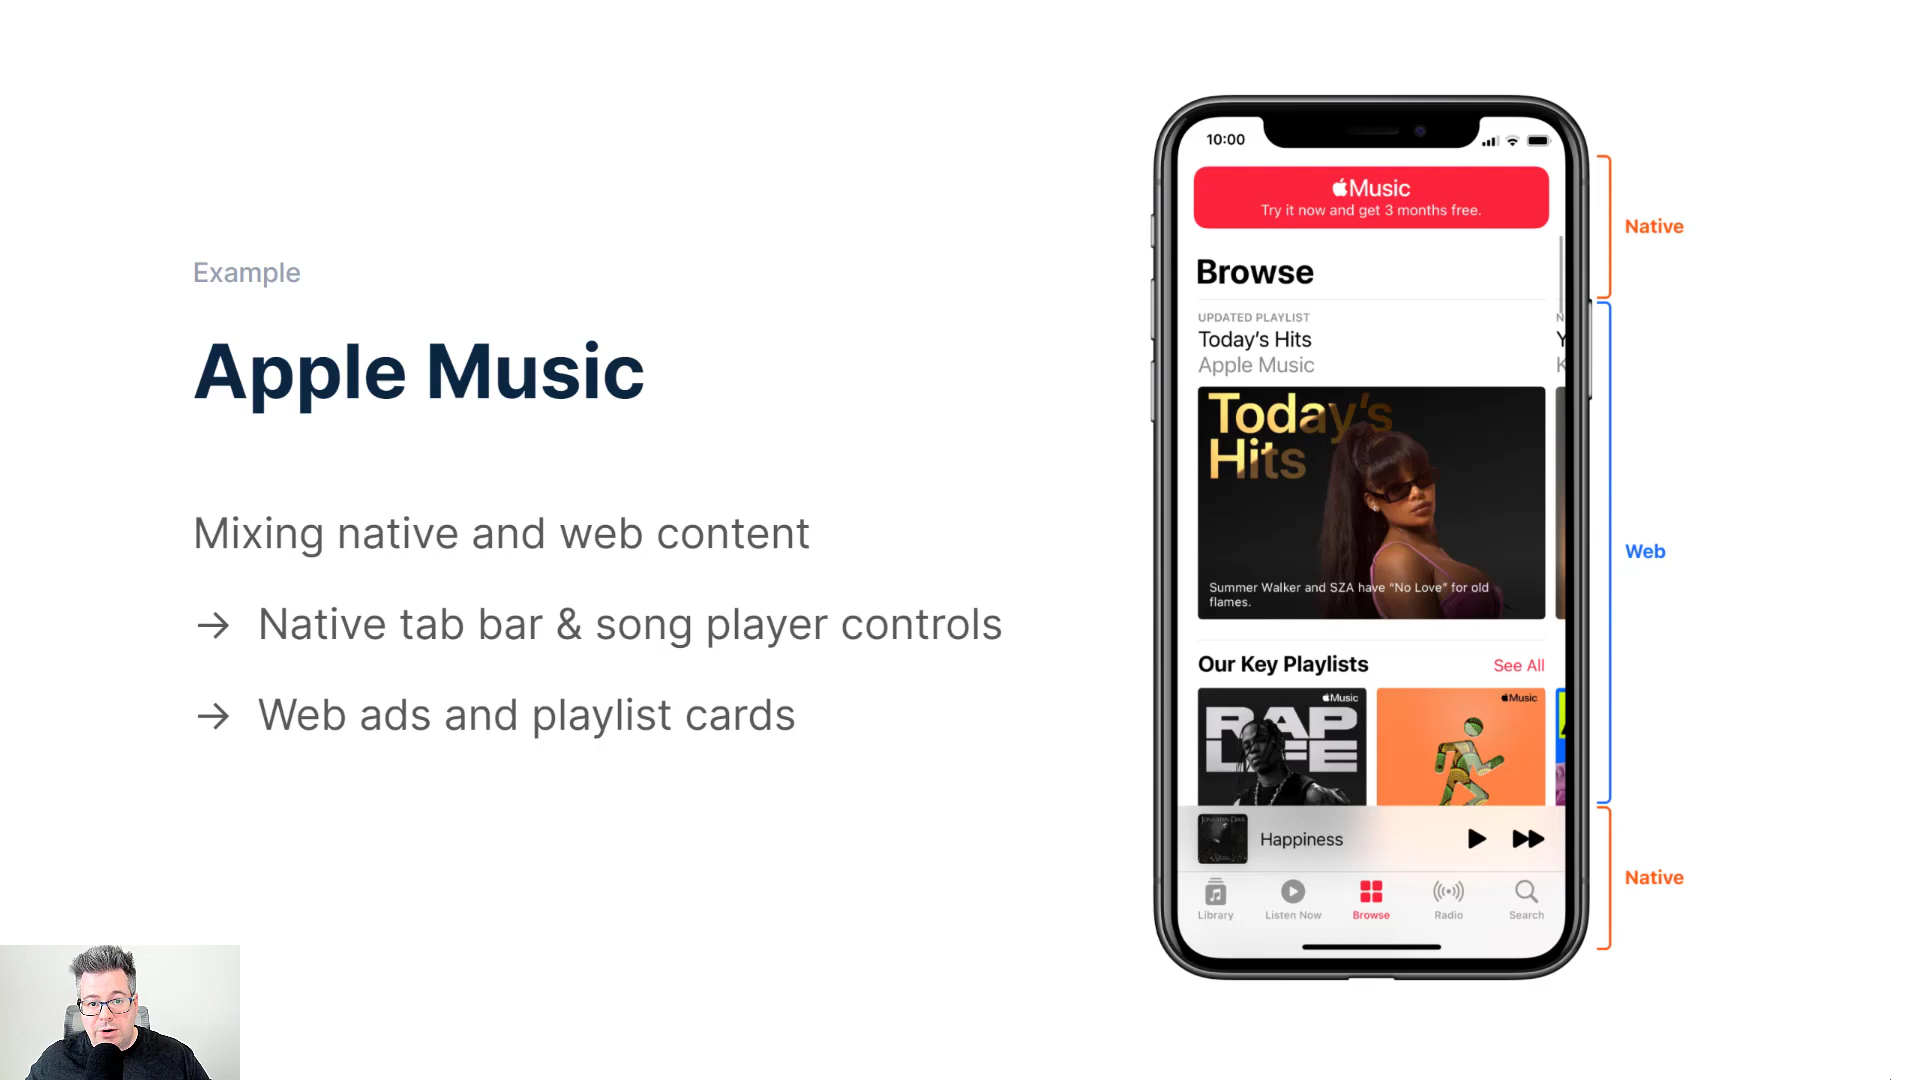 Example
Apple Music
Mixing native and web content
→ Native tab bar & song player controls
→ Web ads and playlist cards
10:00
Music
Try it now and get 3 months free.
Browse
UPDATED PLAYLIST
Today's Hits
Apple Music
N
Y
K
Today's
Hits
Summer Walker and SZA have “No Love” for old
flames.
Our Key Playlists
See All
Music
RAP
LIFE
Music
Happiness
Library
Listen Now
Browse
Radio
Search
Native
Web
Native